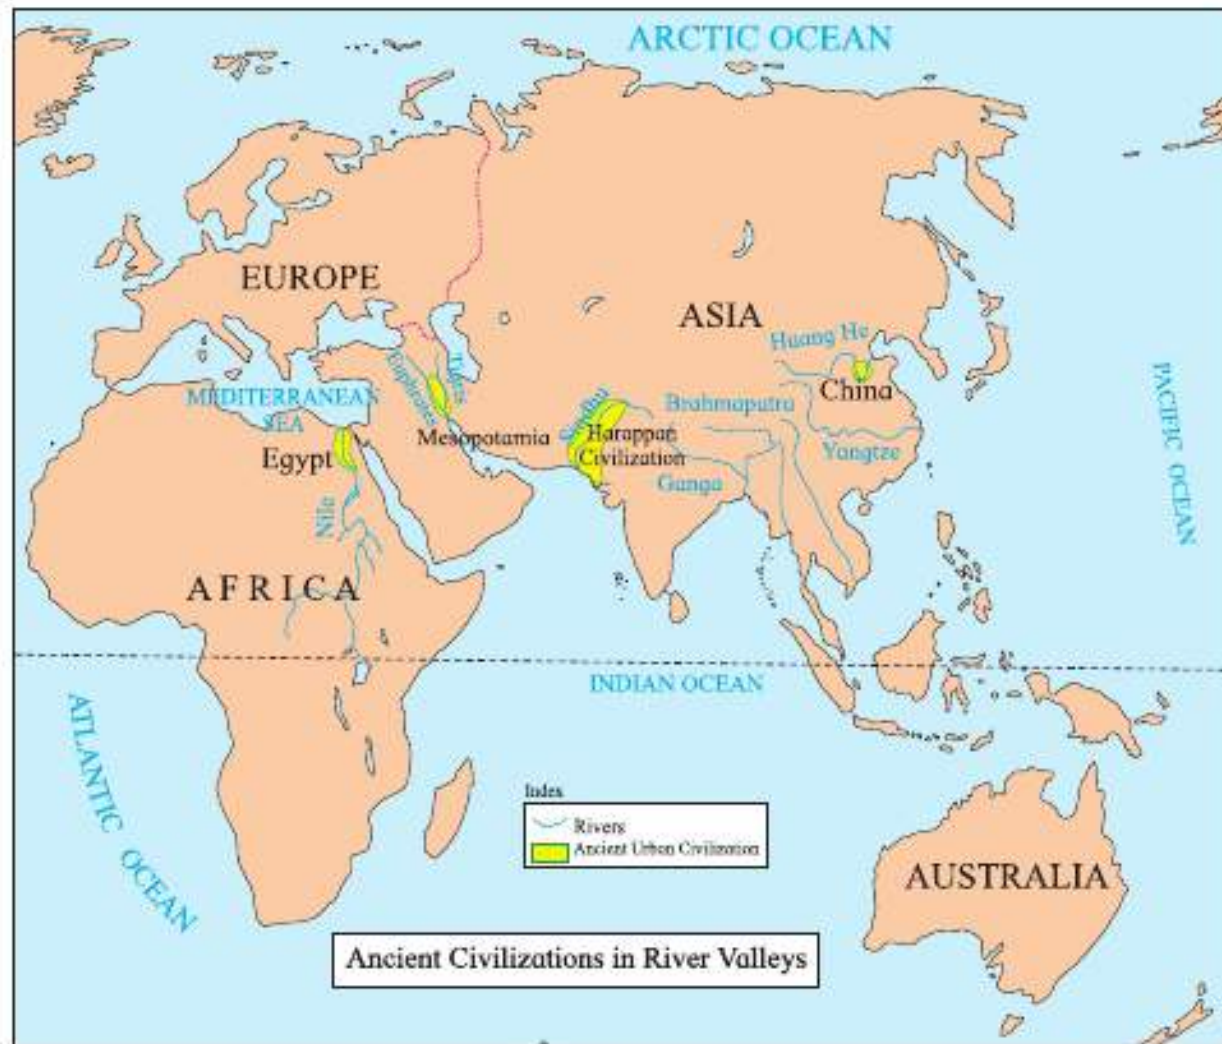 ARCTIC OCEAN
EUROPE
ASIA
Huang He
China
Tigris
Euphrates
MEDITERRANEAN
SEA
Mesopotamia
Sindhu
Harappan
Civilization
Brahmaputra
Yangtze
Ganga
Egypt
Nile
PACIFIC OCEAN
AFRICA
INDIAN OCEAN
ATLANTIC OCEAN
Index
Rivers
Ancient Urban Civilization
AUSTRALIA
Ancient Civilizations in River Valleys